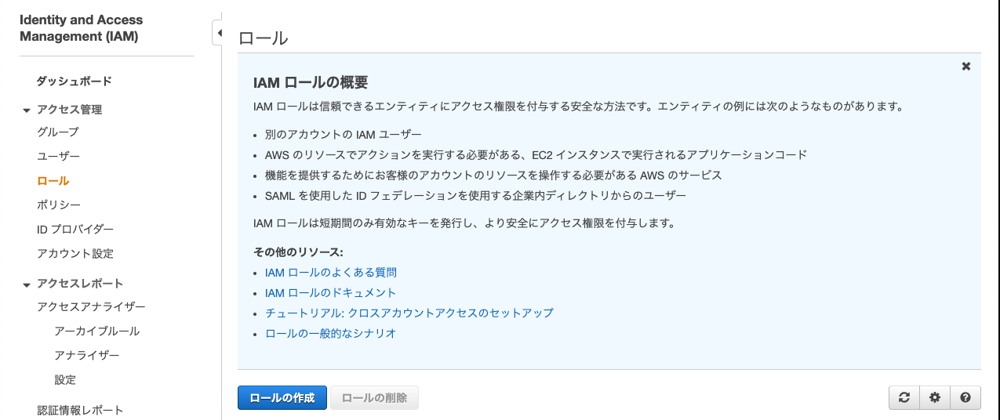 Identity and Access
Management (IAM)
ダッシュボード
アクセス管理
グループ
ユーザー
ロール
ポリシー
ID プロバイダー
アカウント設定
アクセスレポート
アクセスアナライザー
アーカイブルール
アナライザー
設定
認証情報レポート
ロール
IAM ロールの概要
IAM ロールは信頼できるエンティティにアクセス権限を付与する安全な方法です。エンティティの例には次のようなものがあります。
• 別のアカウントの IAM ユーザー
• AWS のリソースでアクションを実行する必要がある、EC2 インスタンスで実行されるアプリケーションコード
• 機能を提供するためにお客様のアカウントのリソースを操作する必要がある AWS のサービス
• SAML を使用した ID フェデレーションを使用する企業内ディレクトリからのユーザー
IAM ロールは短期間のみ有効なキーを発行し、より安全にアクセス権限を付与します。
その他のリソース:
• IAM ロールのよくある質問
• IAM ロールのドキュメント
• チュートリアル: クロスアカウントアクセスのセットアップ
• ロールの一般的なシナリオ
ロールの作成
ロールの削除